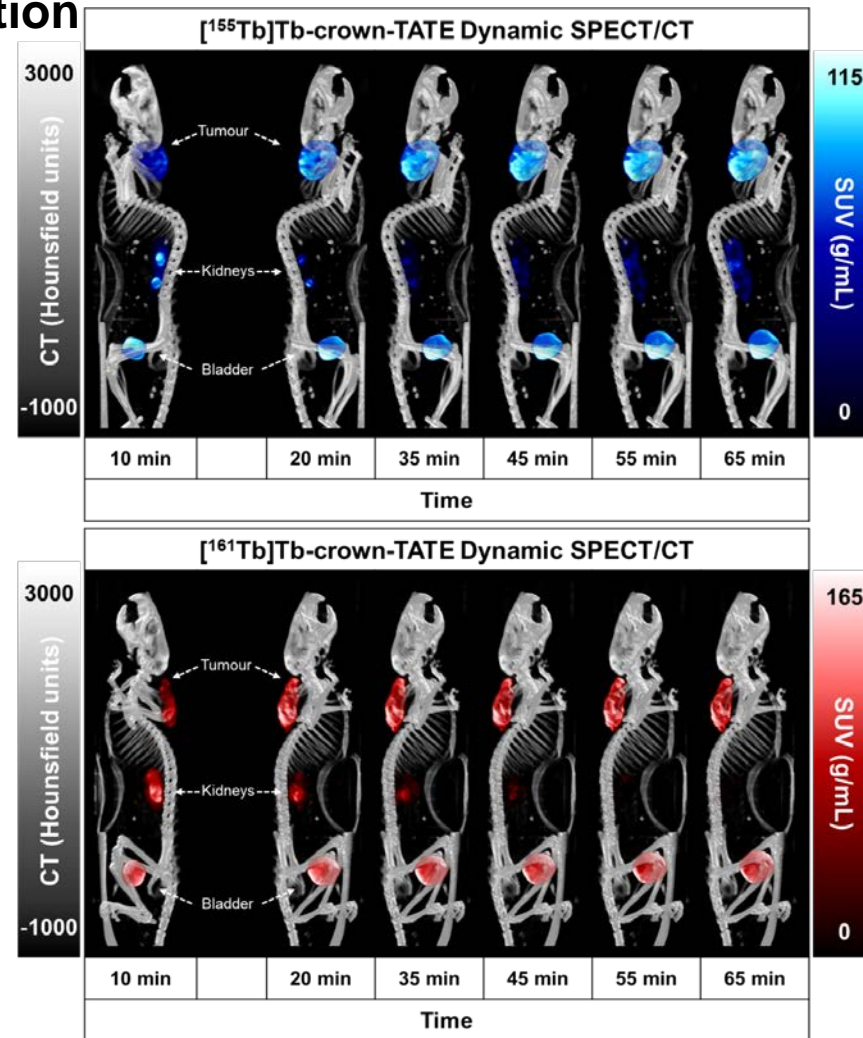 tion
[¹⁵⁵Tb]Tb-crown-TATE Dynamic SPECT/CT
3000
CT (Hounsfield units)
-1000
Tumour
Kidneys
Bladder
115
SUV (g/mL)
0
10 min 20 min 35 min 45 min 55 min 65 min
Time
[¹⁶¹Tb]Tb-crown-TATE Dynamic SPECT/CT
3000
CT (Hounsfield units)
-1000
Tumour
Kidneys
Bladder
165
SUV (g/mL)
0
10 min 20 min 35 min 45 min 55 min 65 min
Time